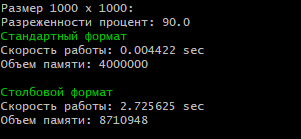 Размер 1000 x 1000:
Разреженности процент: 90.0
Стандартный формат
Скорость работы: 0.004422 sec
Объем памяти: 4000000
Столбовой формат
Скорость работы: 2.725625 sec
Объем памяти: 8710948